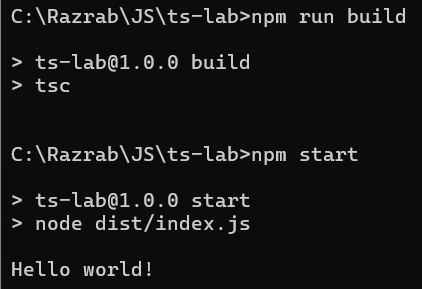 C:\Razrab\JS\ts-lab>npm run build
> ts-lab@1.0.0 build
> tsc
C:\Razrab\JS\ts-lab>npm start
> ts-lab@1.0.0 start
> node dist/index.js
Hello world!